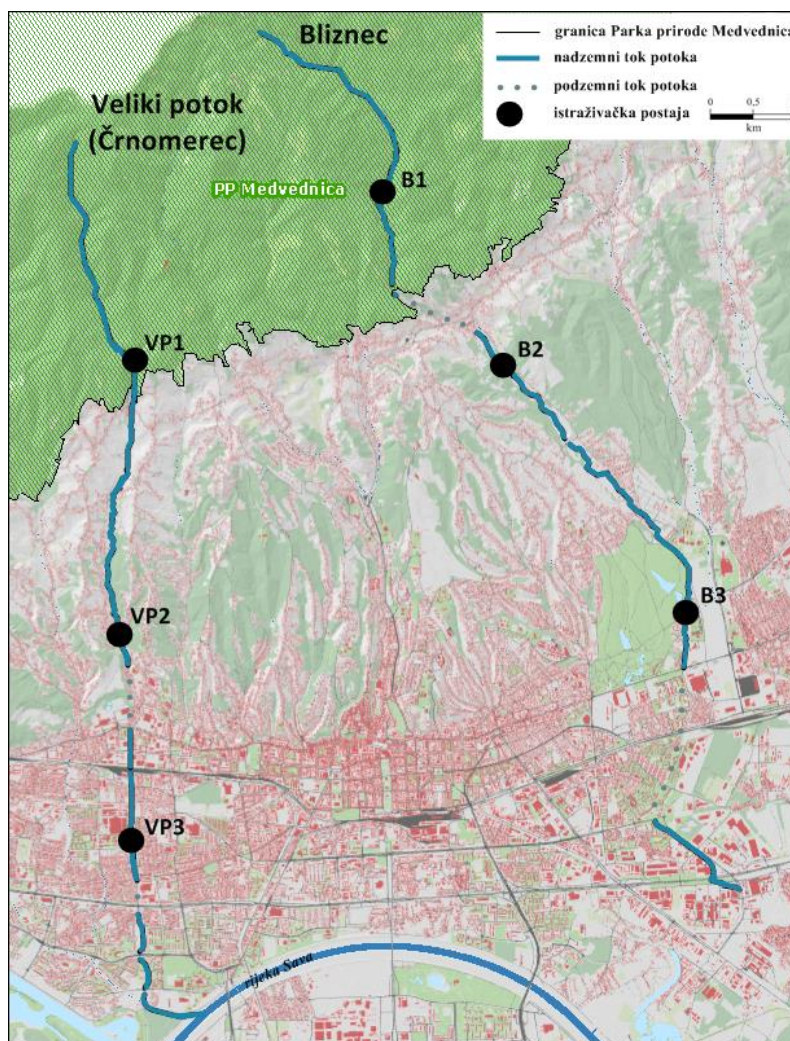 Bliznec
Veliki potok
(Črnomerec)
granica Parka prirode Medvednica
nadzemni tok potoka
podzemni tok potoka
istraživačka postaja
0 0,5
km
PP Medvednica
B1
VP1
B2
B3
VP2
VP3
rijeka Sava